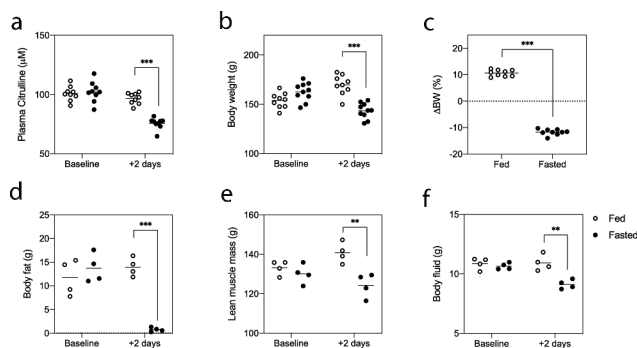 a
Plasma Citrulline (μM)
150
100
50
***
Baseline
+2 days
b
Body weight (g)
200
150
100
***
Baseline
+2 days
c
ΔBW (%)
20
10
0
-10
-20
***
Fed
Fasted
d
Body fat (g)
25
20
15
10
5
0
***
Baseline
+2 days
e
Lean muscle mass (g)
160
140
120
100
**
Baseline
+2 days
f
Body fluid (g)
15
10
5
**
Baseline
+2 days
Fed
Fasted